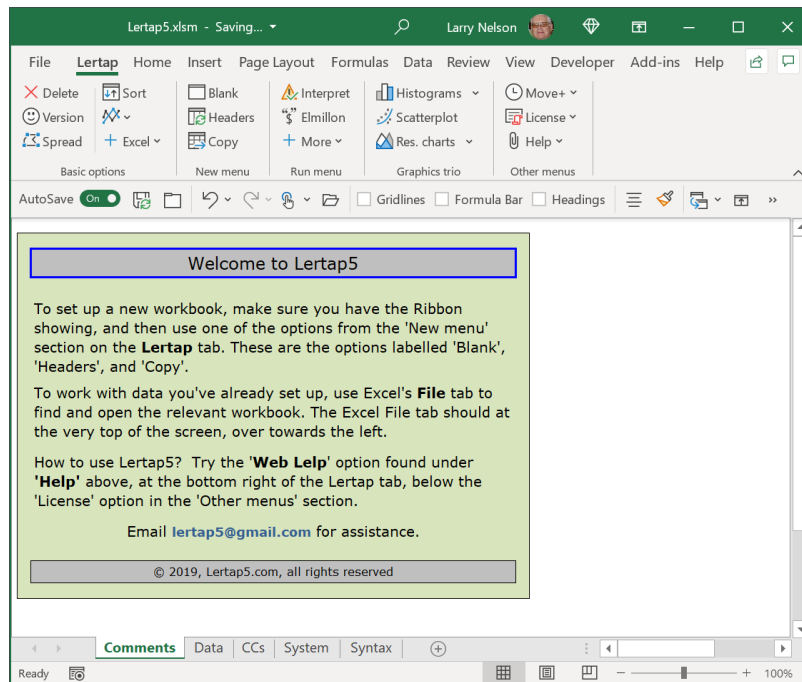 Lertap5.xlsm - Saving... Larry Nelson
File Lertap Home Insert Page Layout Formulas Data Review View Developer Add-ins Help
Delete Sort Blank Interpret Histograms Move+
Version Headers “$” Elmillon Scatterplot License
Spread Excel Copy More Res. charts Help
Basic options New menu Run menu Graphics trio Other menus
AutoSave On Gridlines Formula Bar Headings
Welcome to Lertap5
To set up a new workbook, make sure you have the Ribbon
showing, and then use one of the options from the 'New menu'
section on the Lertap tab. These are the options labelled 'Blank',
'Headers', and 'Copy'.
To work with data you've already set up, use Excel's File tab to
find and open the relevant workbook. The Excel File tab should at
the very top of the screen, over towards the left.
How to use Lertap5? Try the 'Web Lelp' option found under
'Help' above, at the bottom right of the Lertap tab, below the
'License' option in the 'Other menus' section.
Email lertap5@gmail.com for assistance.
© 2019, Lertap5.com, all rights reserved
Comments Data CCs System Syntax
Ready 100%